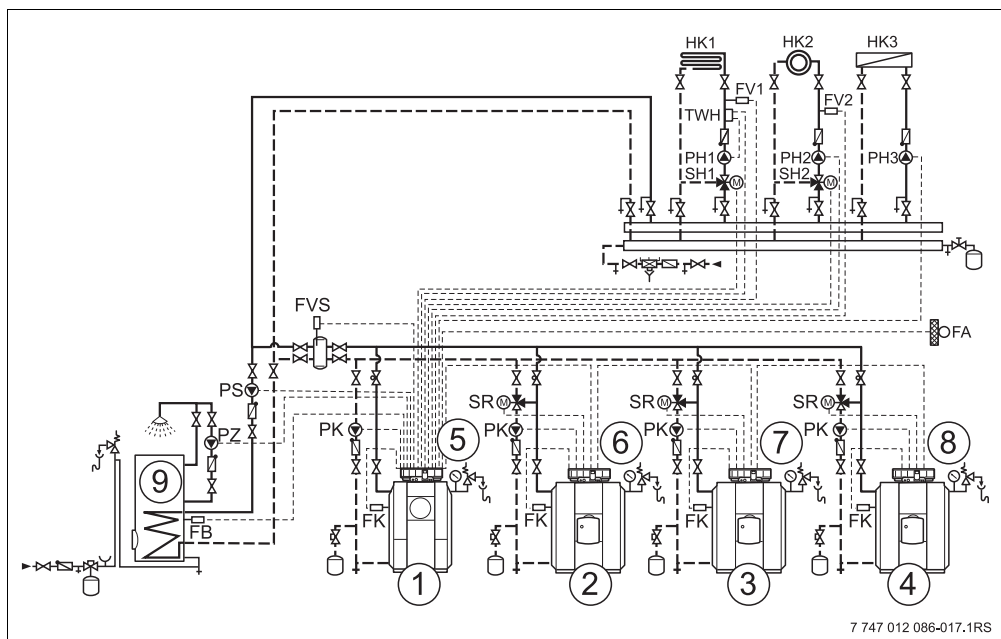 HK1 HK2 HK3
FV1 FV2
TWH
PH1 PH2 PH3
SH1 M SH2 M
FVS
FA
PS
SR M SR M SR M
PZ PK 5 PK 6 PK 7 PK 8
9
FB FK FK FK FK
1 2 3 4
7 747 012 086-017.1RS